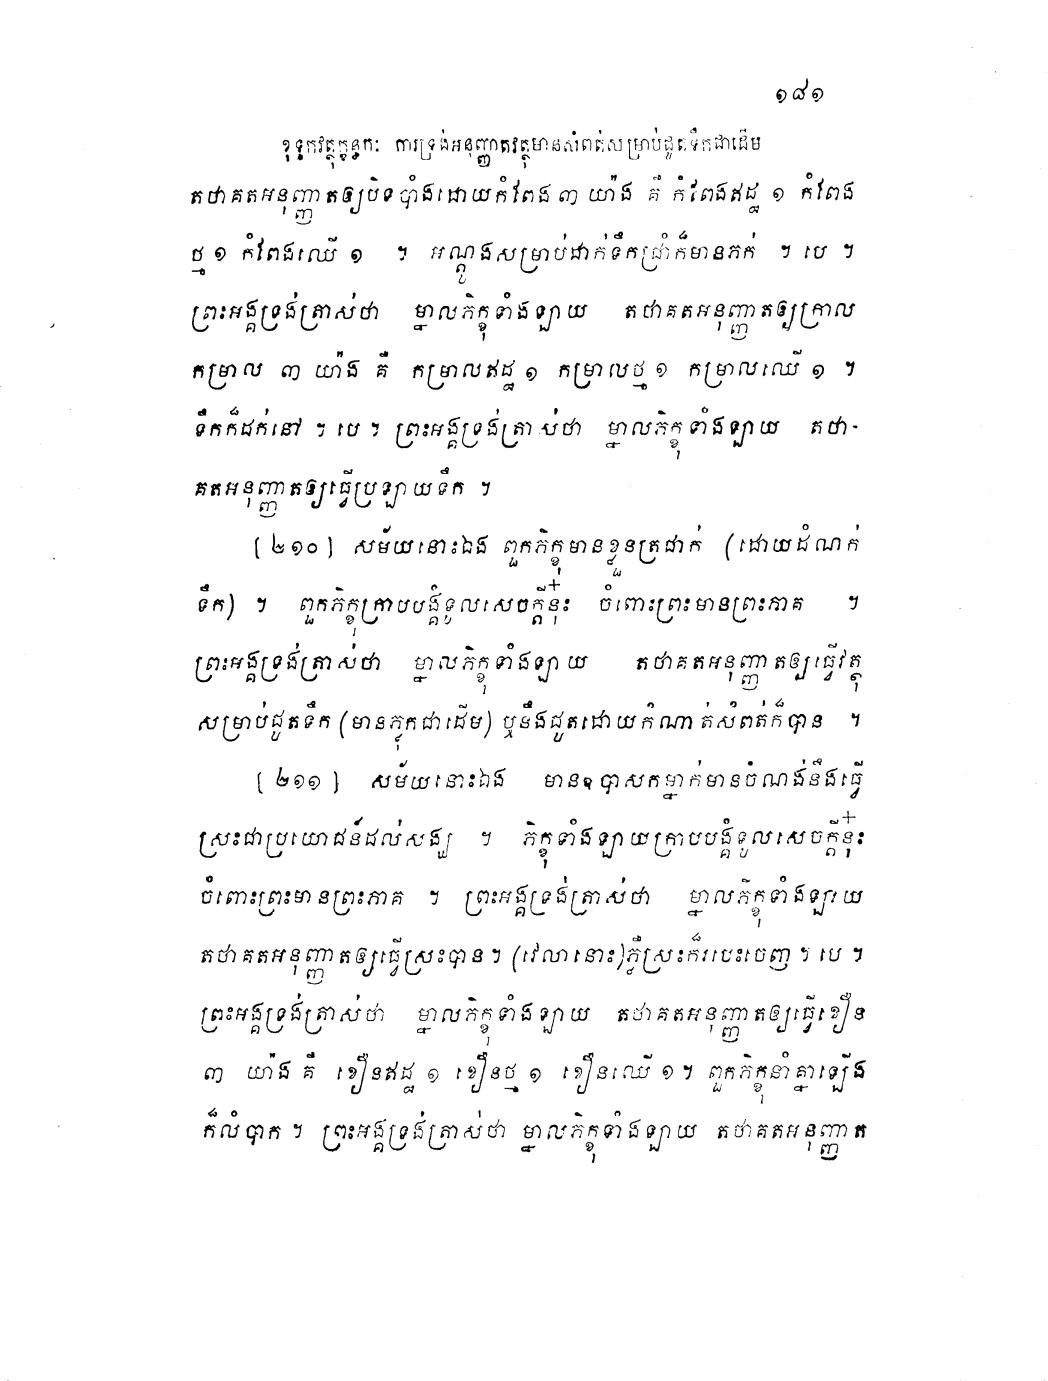 ១៨១
ខុទ្ទកវត្ថុក្ខន្ធកៈ ការទ្រង់អនុញ្ញាតវត្ថុមានសំពត់សម្រាប់ជូតទឹកជាដើម
តថាគតអនុញ្ញាតឲ្យបិទបាំងដោយកំពែង ៣ យ៉ាង គឺ កំពែងឥដ្ឋ ១ កំពែង
ថ្ម ១ កំពែងឈើ ១ ។ អណ្តូងសម្រាប់ដាក់ទឹកជ្រាំក៏មានភក់ ។ បេ ។
ព្រះអង្គទ្រង់ត្រាស់ថា ម្នាលភិក្ខុទាំងឡាយ តថាគតអនុញ្ញាតឲ្យក្រាល
កម្រាល ៣ យ៉ាង គឺ កម្រាលឥដ្ឋ ១ កម្រាលថ្ម ១ កម្រាលឈើ ១ ។
ទឹកក៏ដក់នៅ ។ បេ ។ ព្រះអង្គទ្រង់ត្រាស់ថា ម្នាលភិក្ខុទាំងឡាយ តថា-
គតអនុញ្ញាតឲ្យធ្វើប្រឡាយទឹក ។
[ ២១០ ] សម័យនោះឯង ពួកភិក្ខុមានខ្លួនត្រជាក់ (ដោយដំណក់
ទឹក) ។ ពួកភិក្ខុក្រាបបង្គំទូលសេចក្តីនុ៎ះ ចំពោះព្រះមានព្រះភាគ ។
ព្រះអង្គទ្រង់ត្រាស់ថា ម្នាលភិក្ខុទាំងឡាយ តថាគតអនុញ្ញាតឲ្យធ្វើវត្ថុ
សម្រាប់ជូតទឹក (មានភ្លុកជាដើម) ឬនឹងជូតដោយកំណាត់សំពត់ក៏បាន ។
[ ២១១ ] សម័យនោះឯង មានឧបាសកម្នាក់មានចំណង់នឹងធ្វើ
ស្រះជាប្រយោជន៍ដល់សង្ឃ ។ ភិក្ខុទាំងឡាយក្រាបបង្គំទូលសេចក្តីនុ៎ះ
ចំពោះព្រះមានព្រះភាគ ។ ព្រះអង្គទ្រង់ត្រាស់ថា ម្នាលភិក្ខុទាំងឡាយ
តថាគតអនុញ្ញាតឲ្យធ្វើស្រះបាន ។ (វេលានោះ)ភ្លឺស្រះក៏របេះចេញ ។ បេ ។
ព្រះអង្គទ្រង់ត្រាស់ថា ម្នាលភិក្ខុទាំងឡាយ តថាគតអនុញ្ញាតឲ្យធ្វើខឿន
៣ យ៉ាង គឺ ខឿនឥដ្ឋ ១ ខឿនថ្ម ១ ខឿនឈើ ១ ។ ពួកភិក្ខុនាំគ្នាឡើង
ក៏លំបាក ។ ព្រះអង្គទ្រង់ត្រាស់ថា ម្នាលភិក្ខុទាំងឡាយ តថាគតអនុញ្ញាត